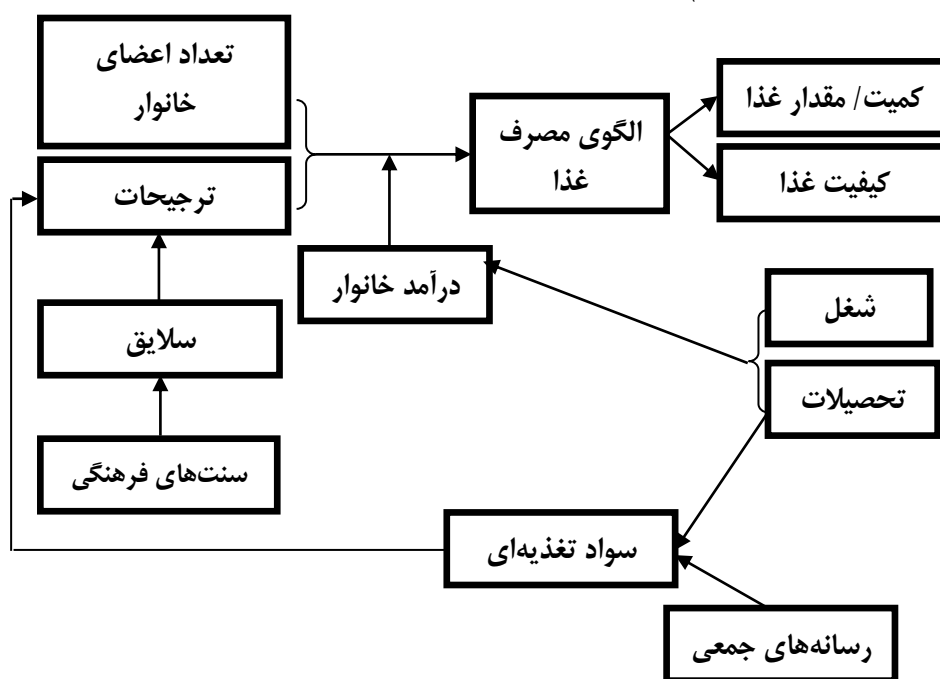 تعداد اعضای
خانوار
کمیت/ مقدار غذا
الگوی مصرف
غذا
کیفیت غذا
ترجیحات
درآمد خانوار
شغل
سلایق
تحصیلات
سنت‌های فرهنگی
سواد تغذیه‌ای
رسانه‌های جمعی